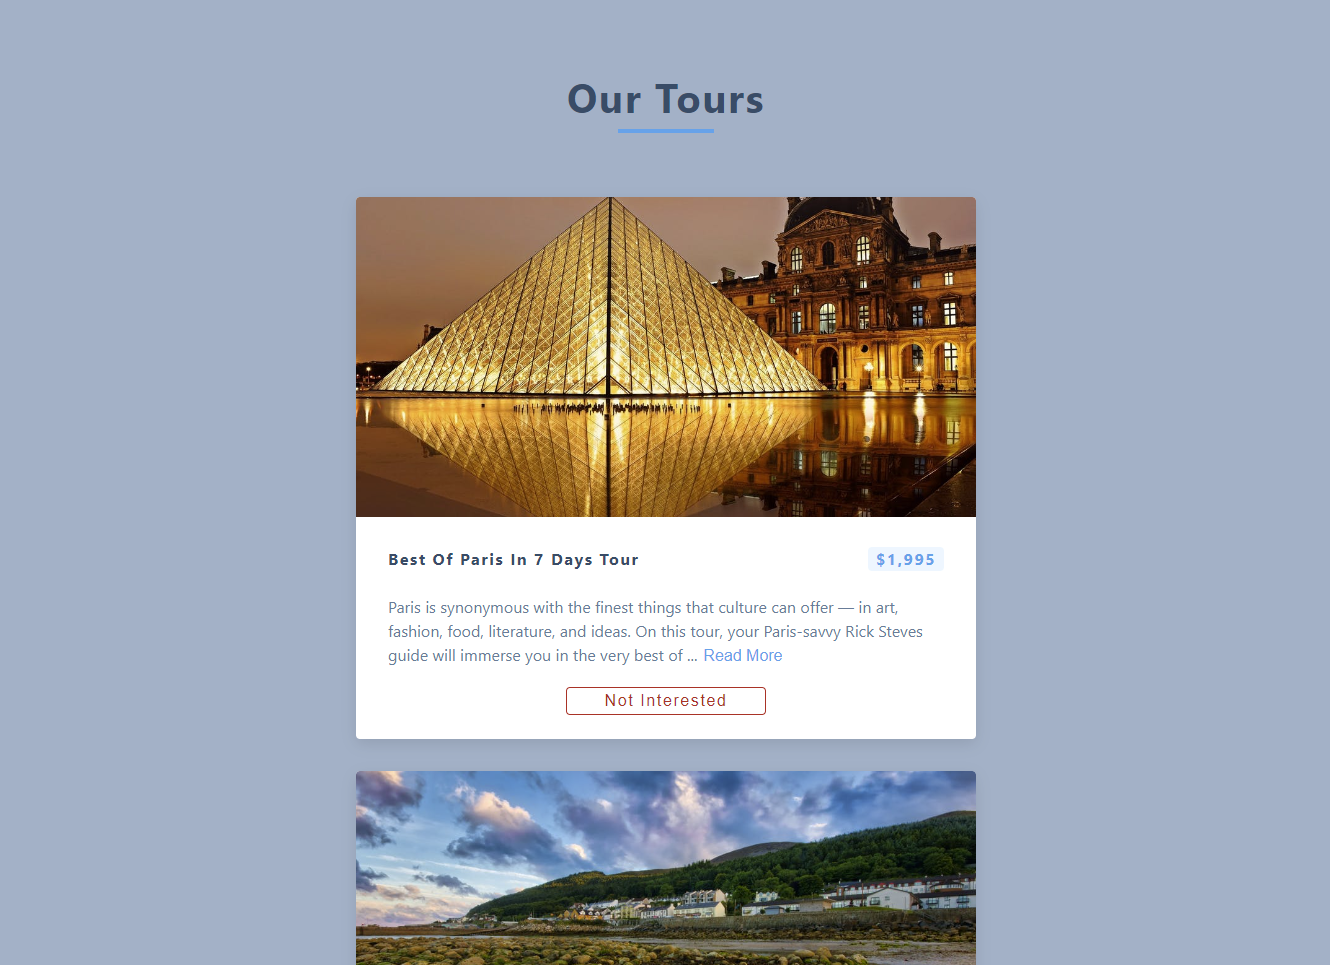 Our Tours
Best Of Paris In 7 Days Tour
$1,995
Paris is synonymous with the finest things that culture can offer — in art,
fashion, food, literature, and ideas. On this tour, your Paris-savvy Rick Steves
guide will immerse you in the very best of ... Read More
Not Interested